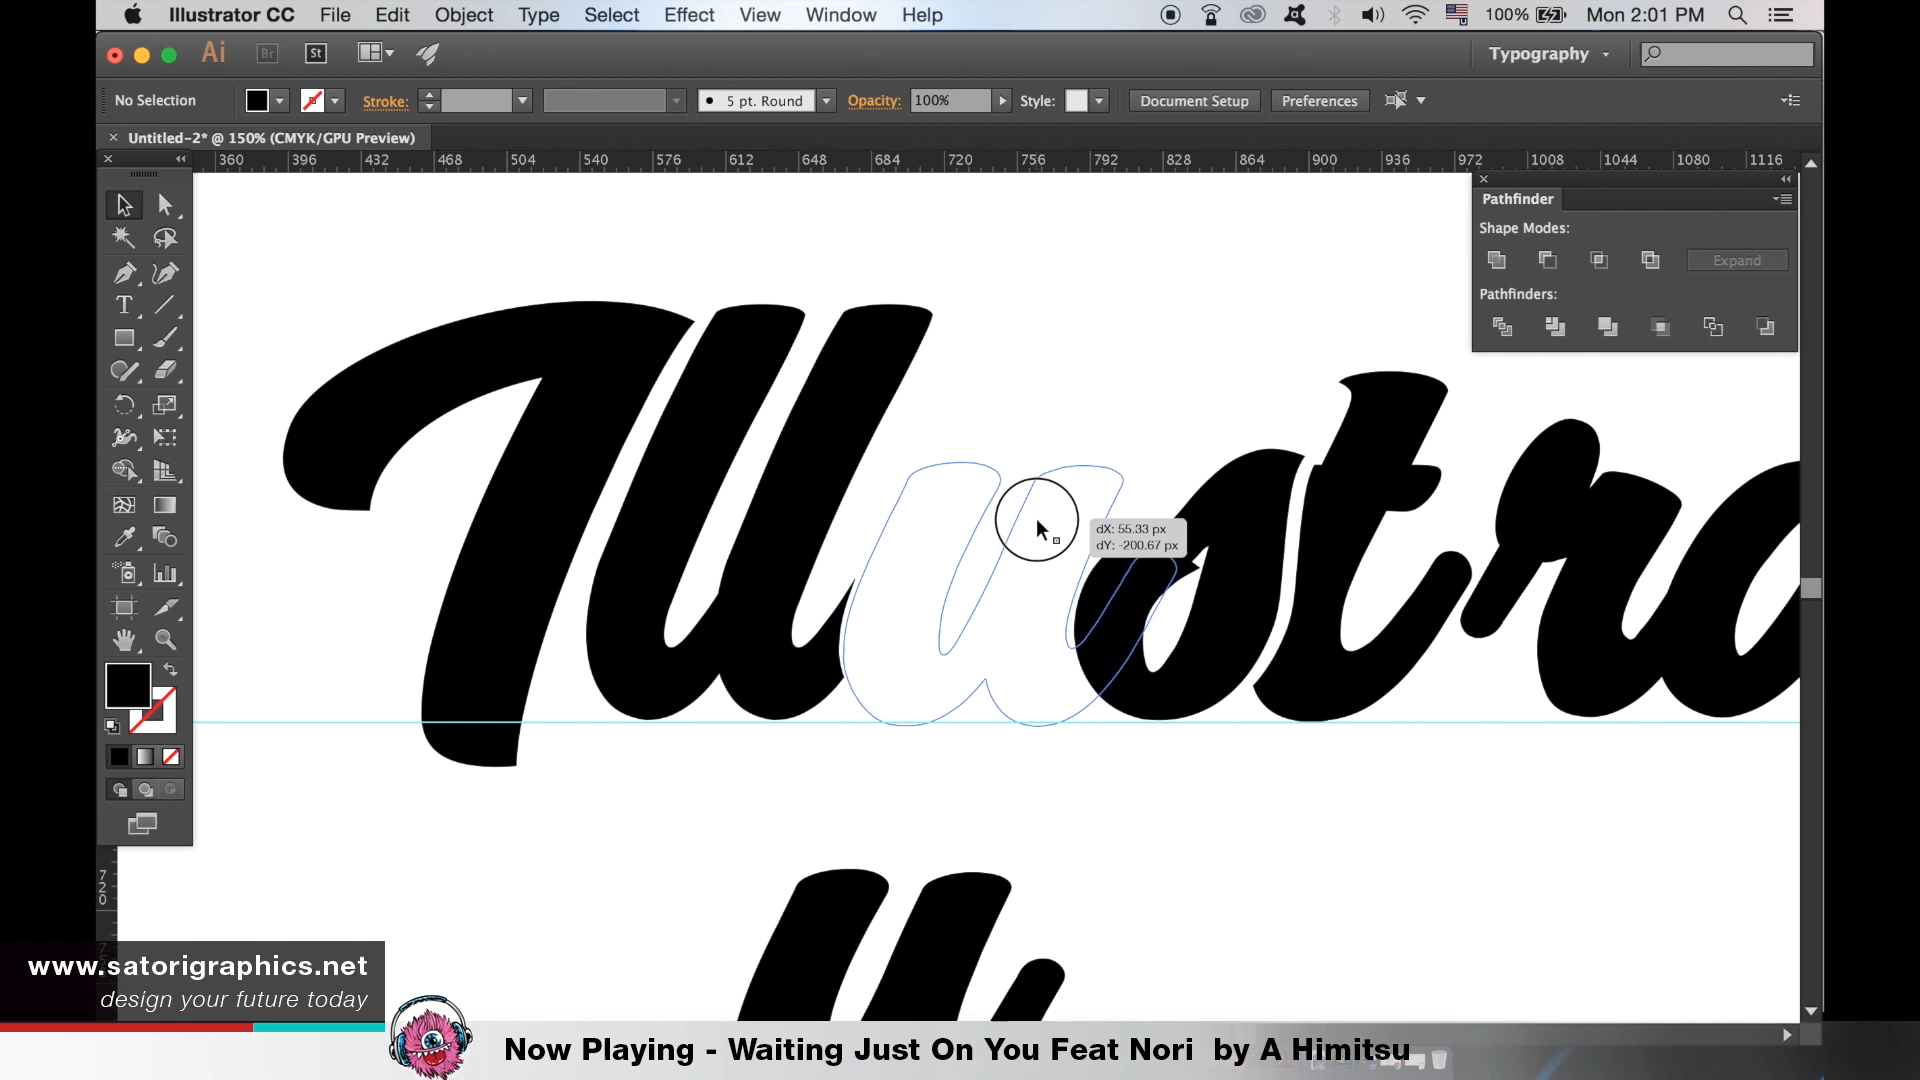 Illustrator CC File Edit Object Type Select Effect View Window Help 100% Mon 2:01 PM
Ai Br St Typography
No Selection Stroke: 5 pt. Round Opacity: 100% Style: Document Setup Preferences
× Untitled-2* @ 150% (CMYK/GPU Preview)
360 396 432 468 504 540 576 612 648 684 720 756 792 828 864 900 936 972 1008 1044 1080 1116
Pathfinder
Shape Modes:
Expand
Pathfinders:
T
Illustra
dX: 55.33 px
dY: -200.67 px
720
www.satorigraphics.net
design your future today
Now Playing - Waiting Just On You Feat Nori by A Himitsu